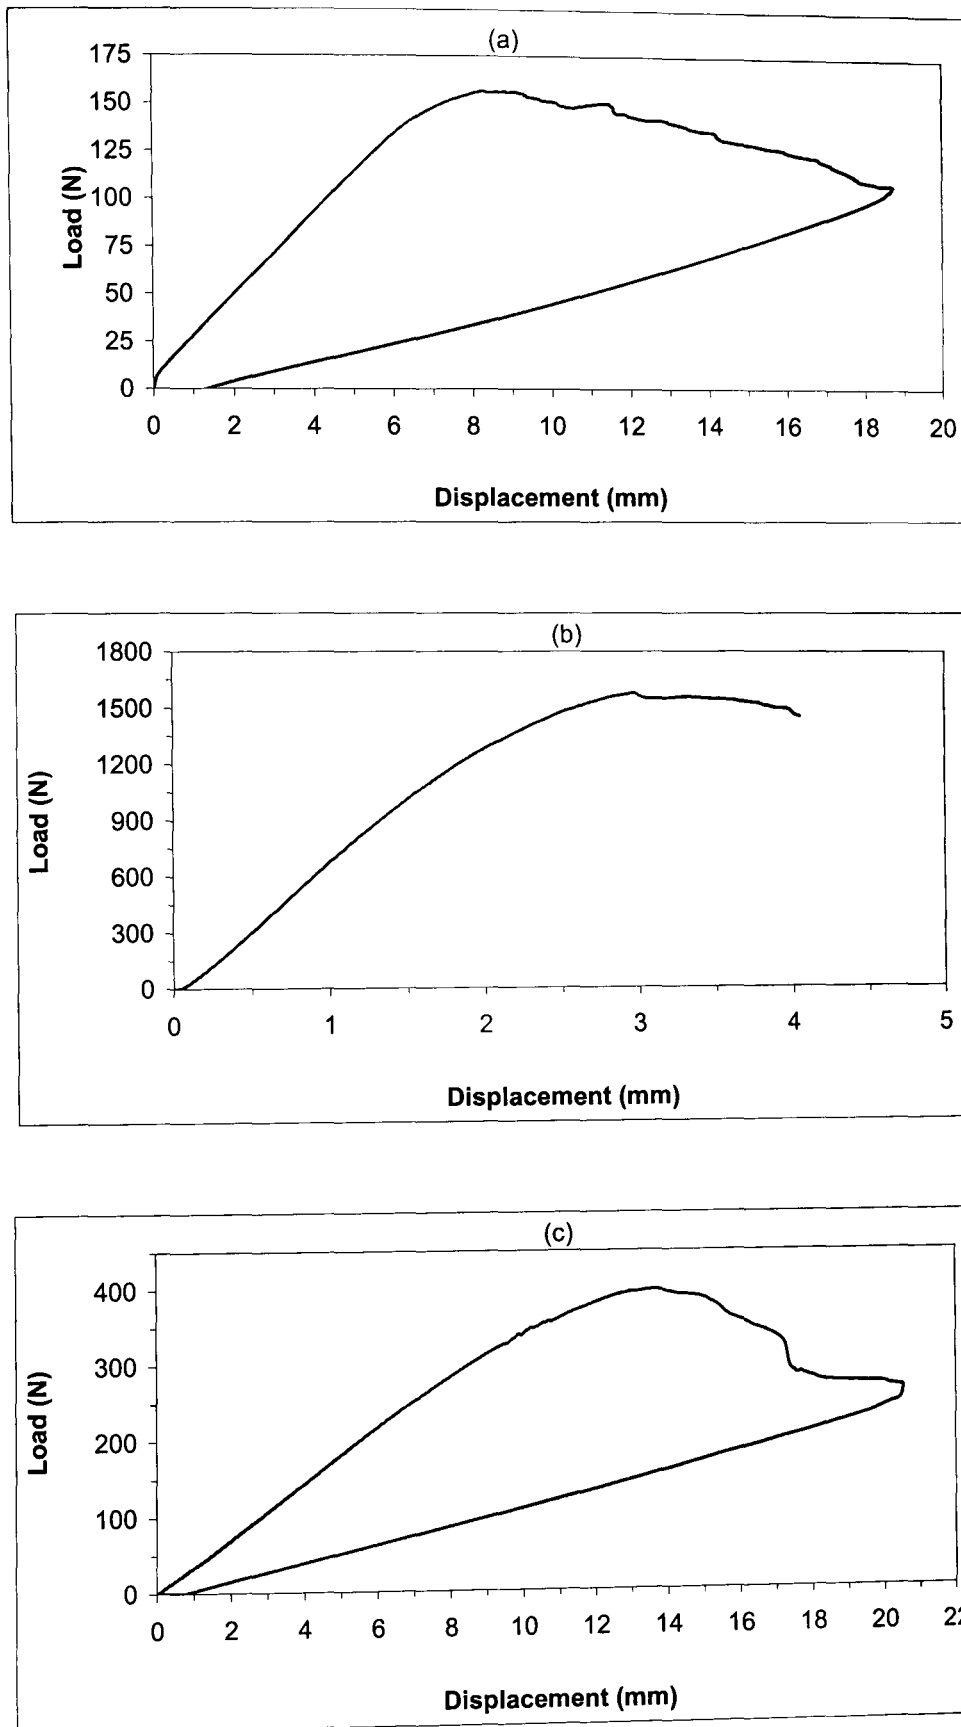 (a)
175
150
125
100
75
50
25
0
Load (N)
0 2 4 6 8 10 12 14 16 18 20
Displacement (mm)
(b)
1800
1500
1200
900
600
300
0
Load (N)
0 1 2 3 4 5
Displacement (mm)
(c)
400
300
200
100
0
Load (N)
0 2 4 6 8 10 12 14 16 18 20 22
Displacement (mm)